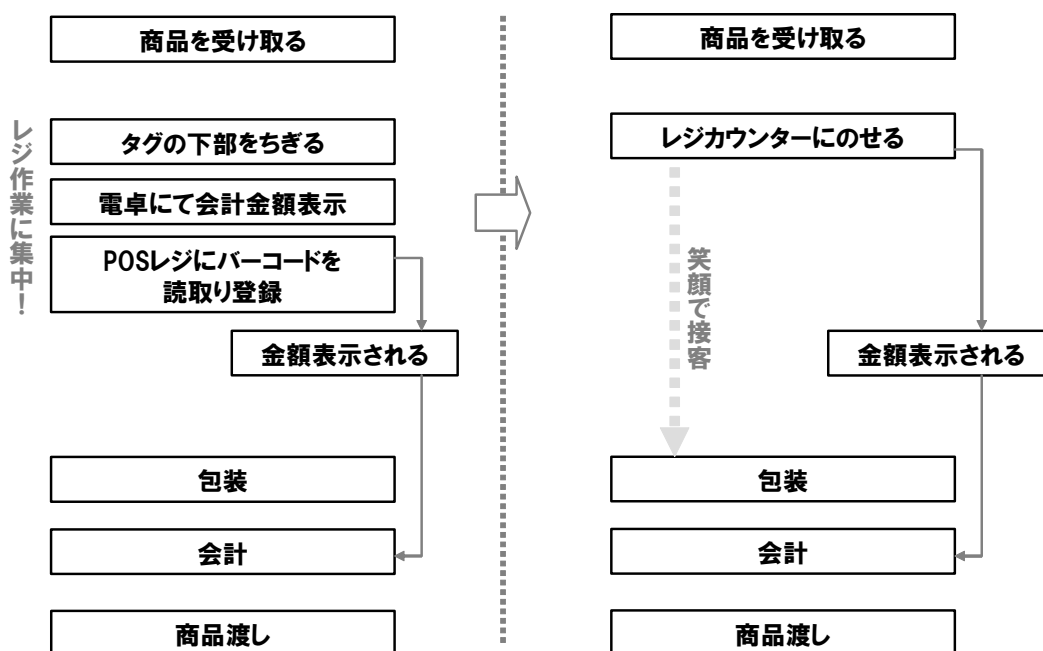 商品を受け取る
レジ作業に集中!
タグの下部をちぎる
電卓にて会計金額表示
POSレジにバーコードを
読取り登録
金額表示される
包装
会計
商品渡し
商品を受け取る
レジカウンターにのせる
笑顔で接客
金額表示される
包装
会計
商品渡し